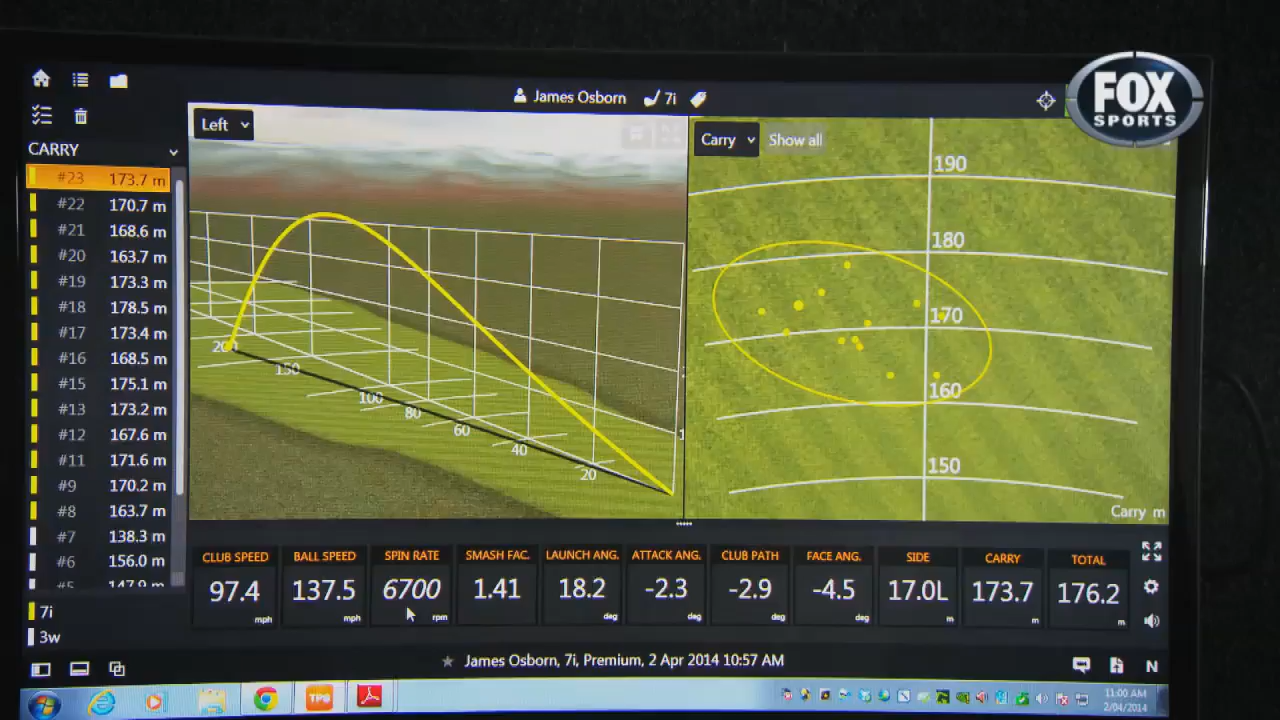 FOX
SPORTS
James Osborn 7i
CARRY
#23 173.7 m
#22 170.7 m
#21 168.6 m
#20 163.7 m
#19 173.3 m
#18 178.5 m
#17 173.4 m
#16 168.5 m
#15 175.1 m
#13 173.2 m
#12 167.6 m
#11 171.6 m
#9 170.2 m
#8 163.7 m
#7 138.3 m
#6 156.0 m
#5 147.9 m
7i
3w
Left
150
100
80
60
40
20
Carry Show all
190
180
170
160
150
Carry m
CLUB SPEED BALL SPEED SPIN RATE SMASH FAC. LAUNCH ANG. ATTACK ANG. CLUB PATH FACE ANG. SIDE CARRY TOTAL
97.4 137.5 6700 1.41 18.2 -2.3 -2.9 -4.5 17.0L 173.7 176.2
mph mph rpm deg deg deg deg m m m
James Osborn, 7i, Premium, 2 Apr 2014 10:57 AM
N
TPG
11:00 AM
2/04/2014